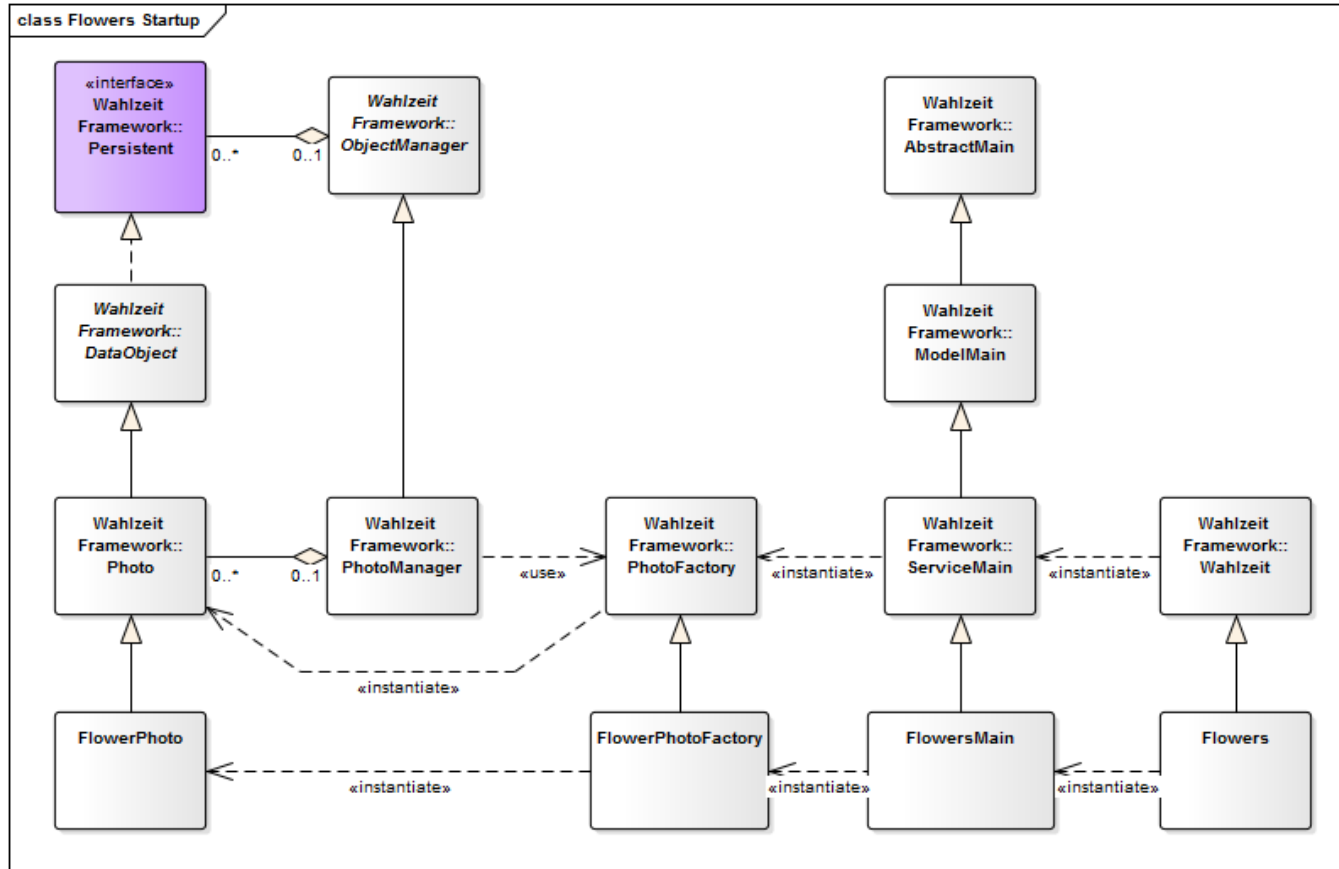 class Flowers Startup
«interface»
Wahlzeit
Framework::
Persistent
0..*
0..1
Wahlzeit
Framework::
ObjectManager
Wahlzeit
Framework::
AbstractMain
Wahlzeit
Framework::
DataObject
Wahlzeit
Framework::
ModelMain
Wahlzeit
Framework::
Photo
0..*
0..1
Wahlzeit
Framework::
PhotoManager
«use»
Wahlzeit
Framework::
PhotoFactory
«instantiate»
Wahlzeit
Framework::
ServiceMain
«instantiate»
Wahlzeit
Framework::
Wahlzeit
«instantiate»
FlowerPhoto
«instantiate»
FlowerPhotoFactory
«instantiate»
FlowersMain
«instantiate»
Flowers